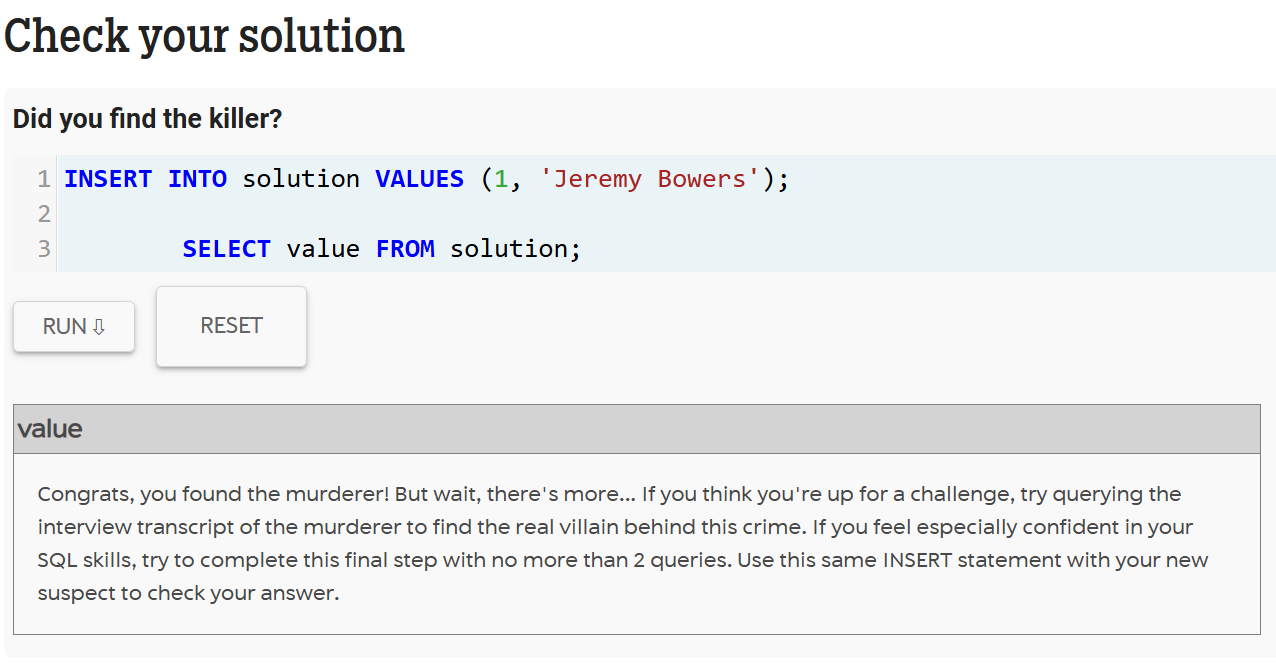 Check your solution
Did you find the killer?
1 INSERT INTO solution VALUES (1, 'Jeremy Bowers');
2
3 SELECT value FROM solution;
RUN ⇩ RESET
value
Congrats, you found the murderer! But wait, there's more... If you think you're up for a challenge, try querying the
interview transcript of the murderer to find the real villain behind this crime. If you feel especially confident in your
SQL skills, try to complete this final step with no more than 2 queries. Use this same INSERT statement with your new
suspect to check your answer.